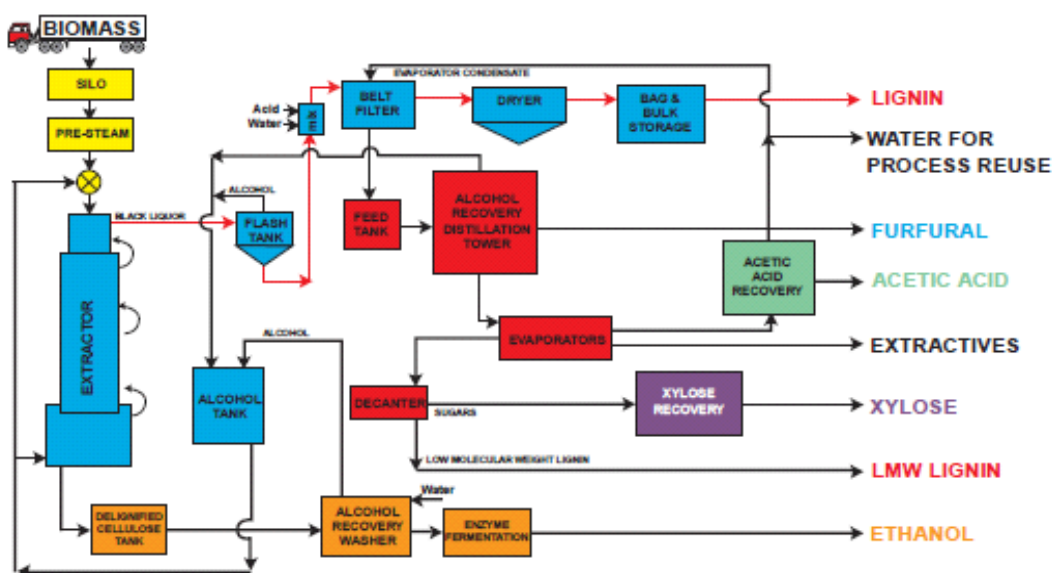 BIOMASS
SILO
PRE-STEAM
EVAPORATOR CONDENSATE
Acid
Water
mix
BELT
FILTER
DRYER
BAG &
BULK
STORAGE
LIGNIN
WATER FOR
PROCESS REUSE
ALCOHOL
BLACK LIQUOR
FLASH
TANK
FEED
TANK
ALCOHOL
RECOVERY
DISTILLATION
TOWER
FURFURAL
ACETIC
ACID
RECOVERY
ACETIC ACID
EXTRACTOR
ALCOHOL
EVAPORATORS
EXTRACTIVES
ALCOHOL
TANK
DECANTER
SUGARS
XYLOSE
RECOVERY
XYLOSE
LOW MOLECULAR WEIGHT LIGNIN
LMW LIGNIN
Water
DELIGNIFIED
CELLULOSE
TANK
ALCOHOL
RECOVERY
WASHER
ENZYME
FERMENTATION
ETHANOL